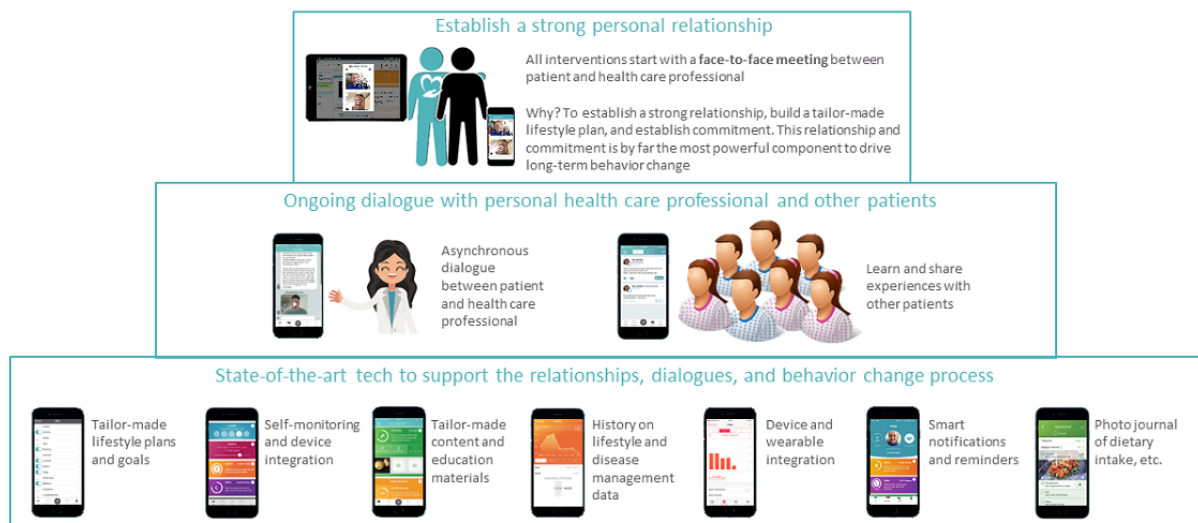 Establish a strong personal relationship
All interventions start with a face-to-face meeting between
patient and health care professional
Why? To establish a strong relationship, build a tailor-made
lifestyle plan, and establish commitment. This relationship and
commitment is by far the most powerful component to drive
long-term behavior change
Ongoing dialogue with personal health care professional and other patients
Asynchronous
dialogue
between patient
and health care
professional
Learn and share
experiences with
other patients
State-of-the-art tech to support the relationships, dialogues, and behavior change process
Tailor-made
lifestyle plans
and goals
Self-monitoring
and device
integration
Tailor-made
content and
education
materials
History on
lifestyle and
disease
management
data
Device and
wearable
integration
Smart
notifications
and reminders
Photo journal
of dietary
intake, etc.